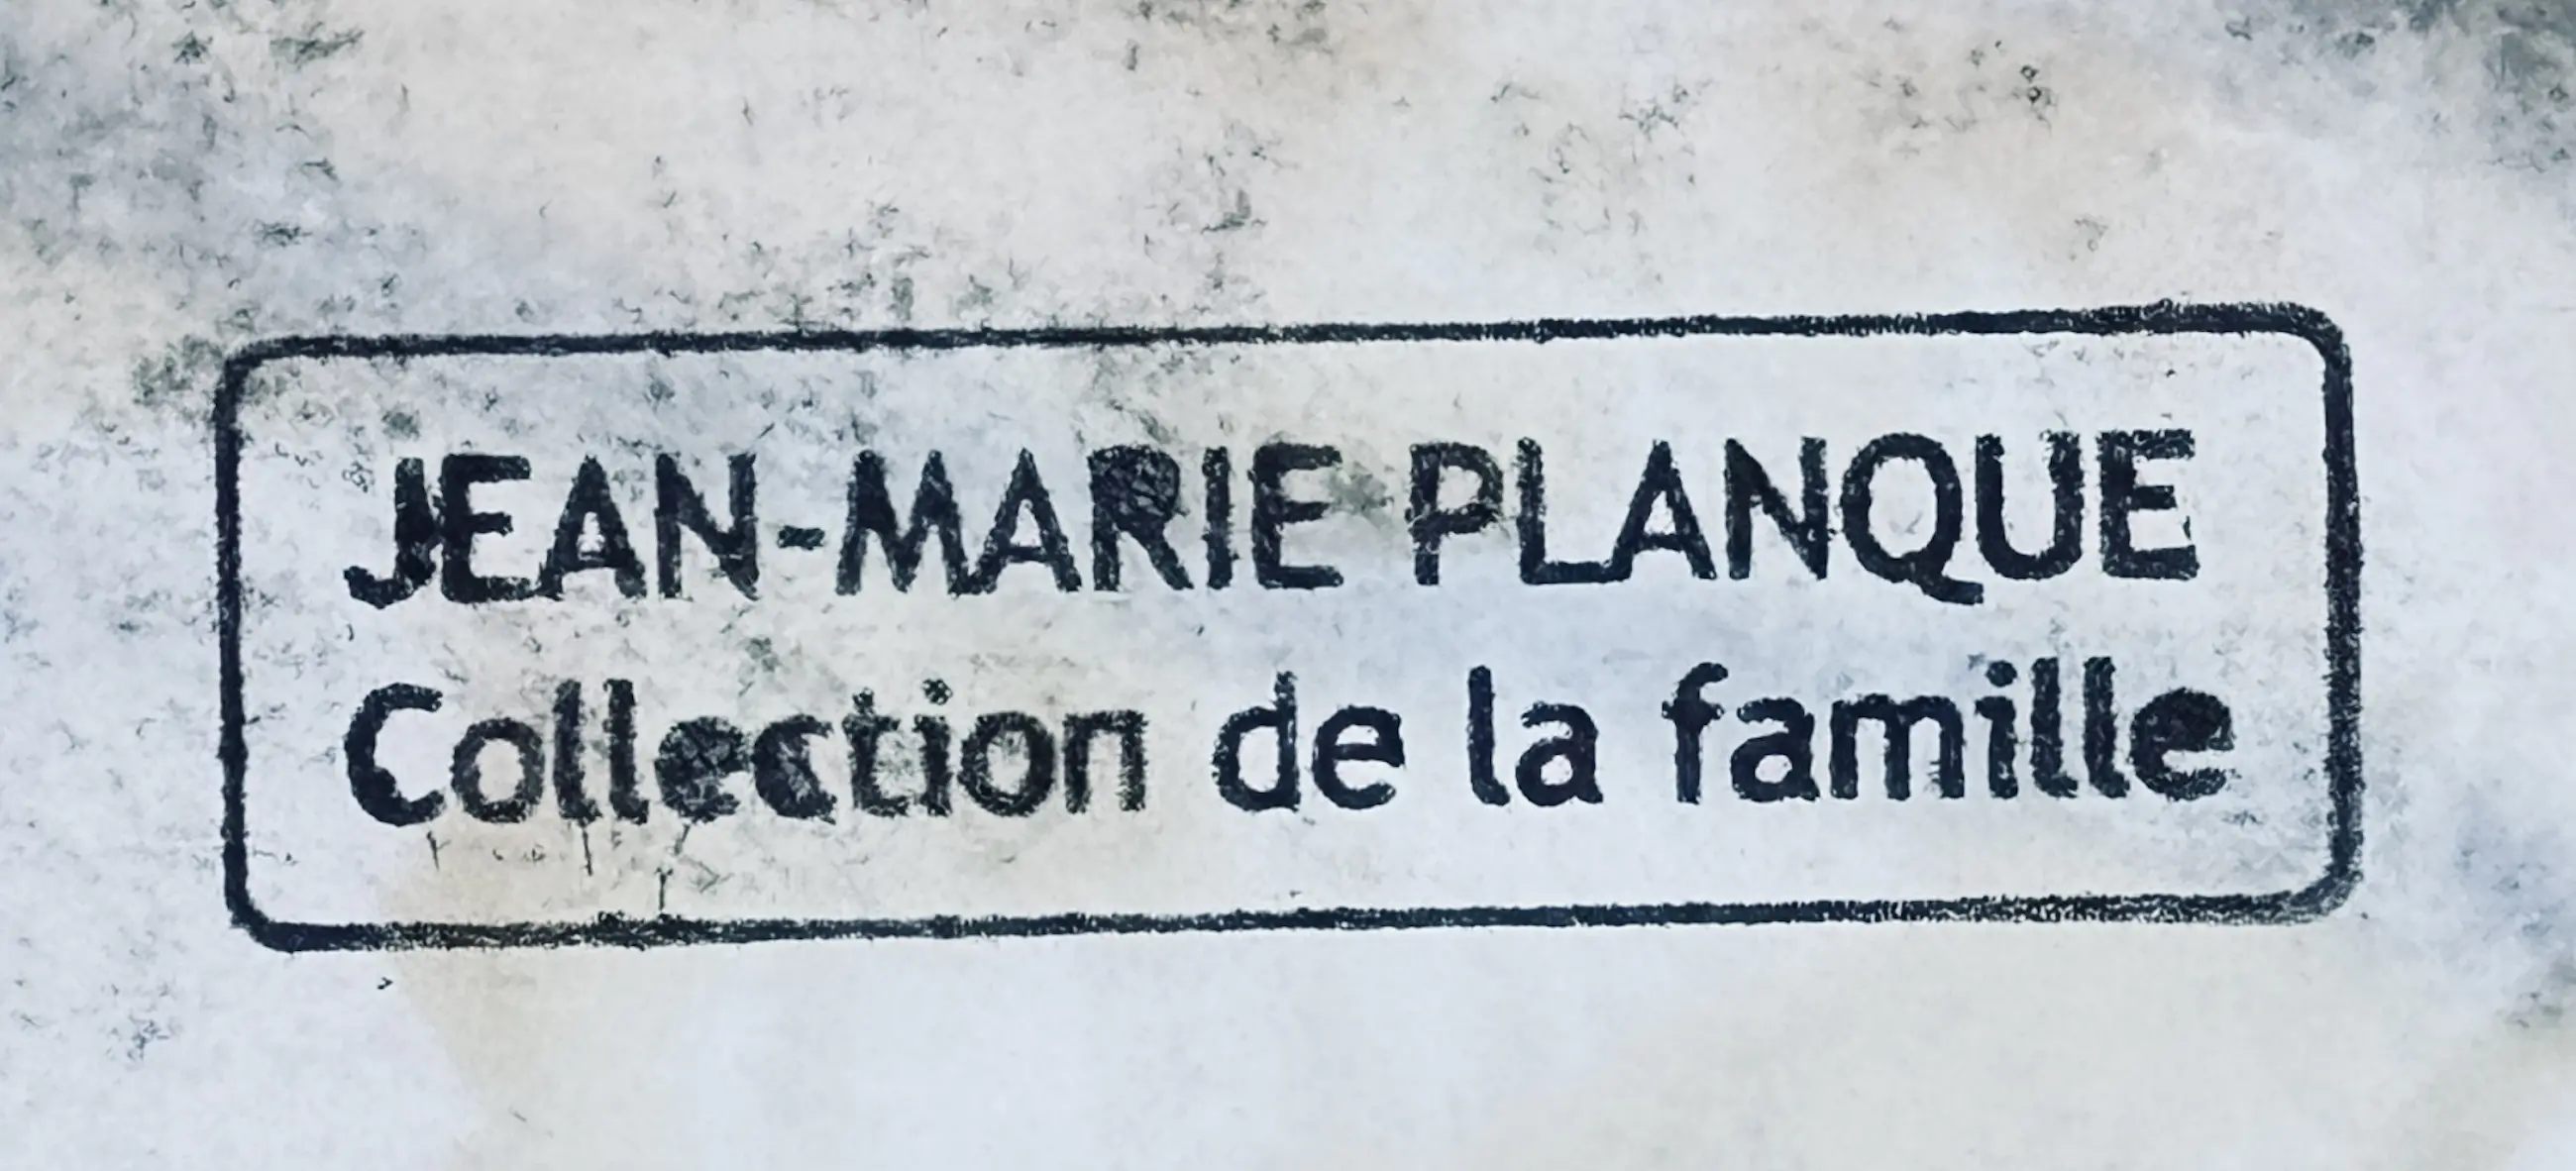 JEAN-MARIE PLANQUE
Collection de la famille